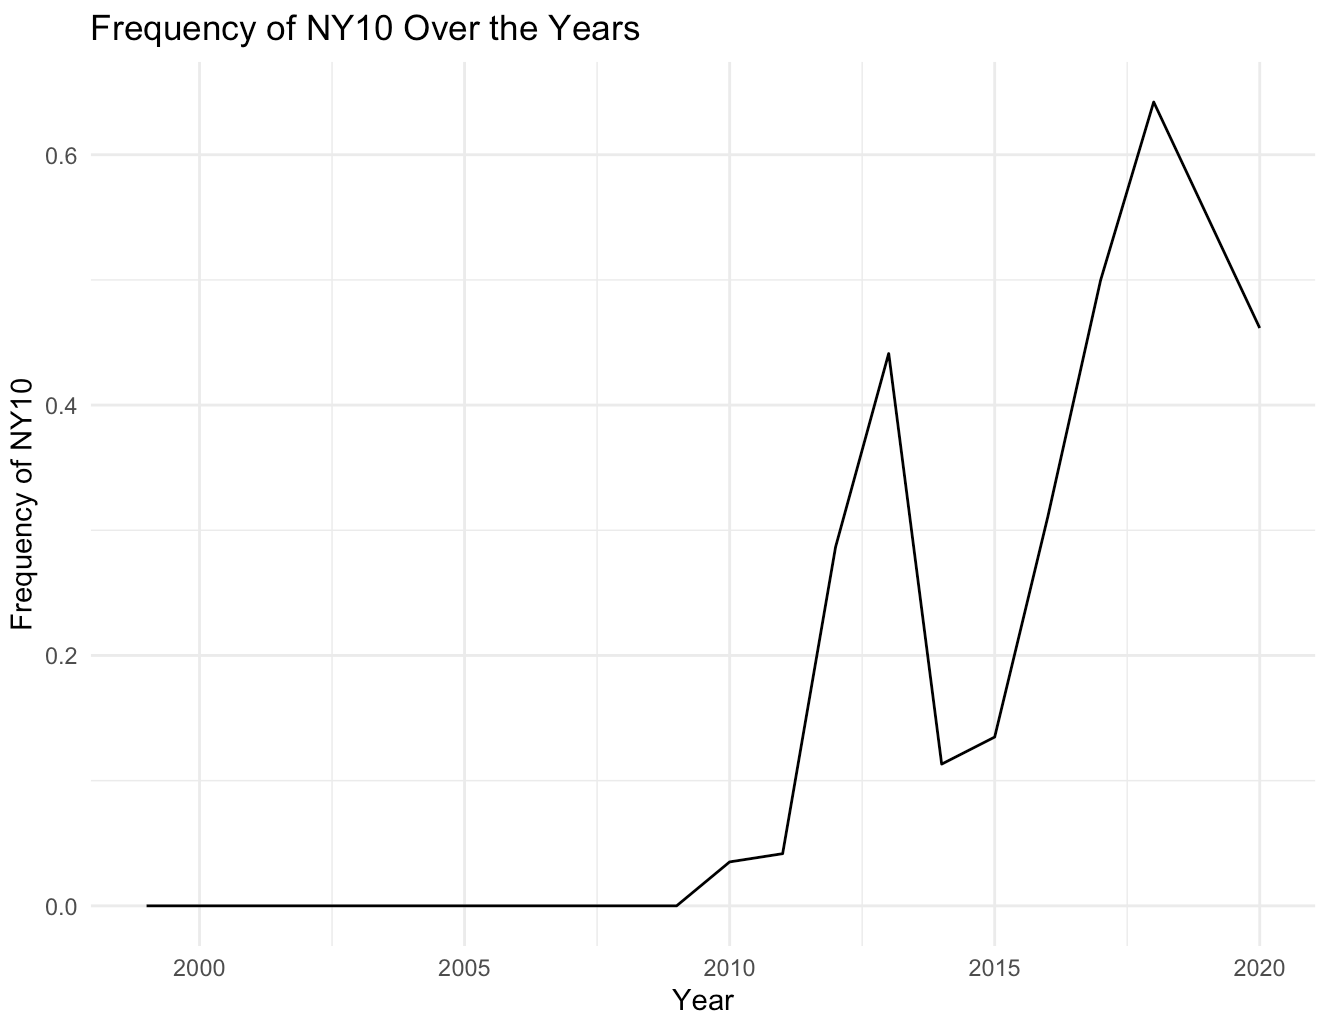 Frequency of NY10 Over the Years
Frequency of NY10
0.6
0.4
0.2
0.0
2000 2005 2010 2015 2020
Year